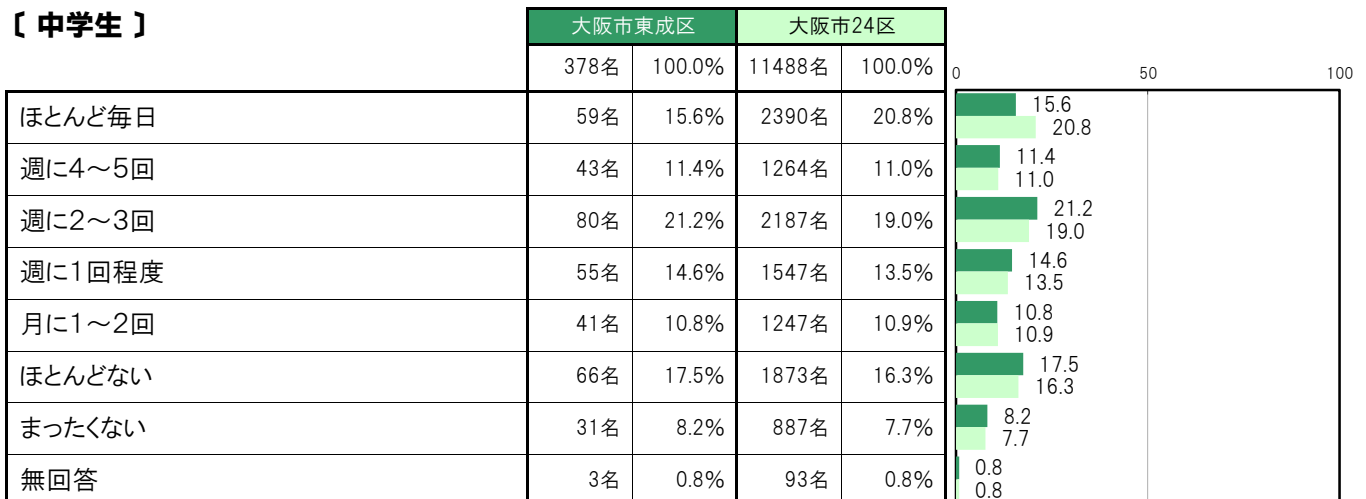 〔 中学生 〕
大阪市東成区 大阪市24区
378名 100.0% 11488名 100.0% 0 50 100
ほとんど毎日 59名 15.6% 2390名 20.8% 15.6
20.8
週に4～5回 43名 11.4% 1264名 11.0% 11.4
11.0
週に2～3回 80名 21.2% 2187名 19.0% 21.2
19.0
週に1回程度 55名 14.6% 1547名 13.5% 14.6
13.5
月に1～2回 41名 10.8% 1247名 10.9% 10.8
10.9
ほとんどない 66名 17.5% 1873名 16.3% 17.5
16.3
まったくない 31名 8.2% 887名 7.7% 8.2
7.7
無回答 3名 0.8% 93名 0.8% 0.8
0.8